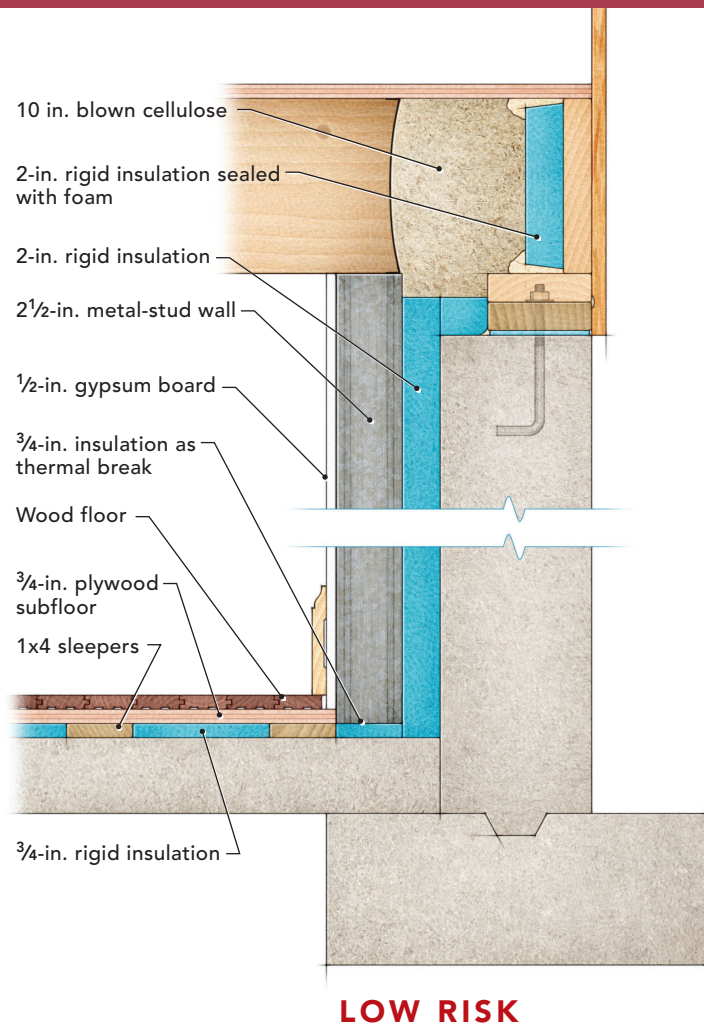 10 in. blown cellulose
2-in. rigid insulation sealed
with foam
2-in. rigid insulation
2½-in. metal-stud wall
½-in. gypsum board
¾-in. insulation as
thermal break
Wood floor
¾-in. plywood
subfloor
1x4 sleepers
¾-in. rigid insulation
LOW RISK